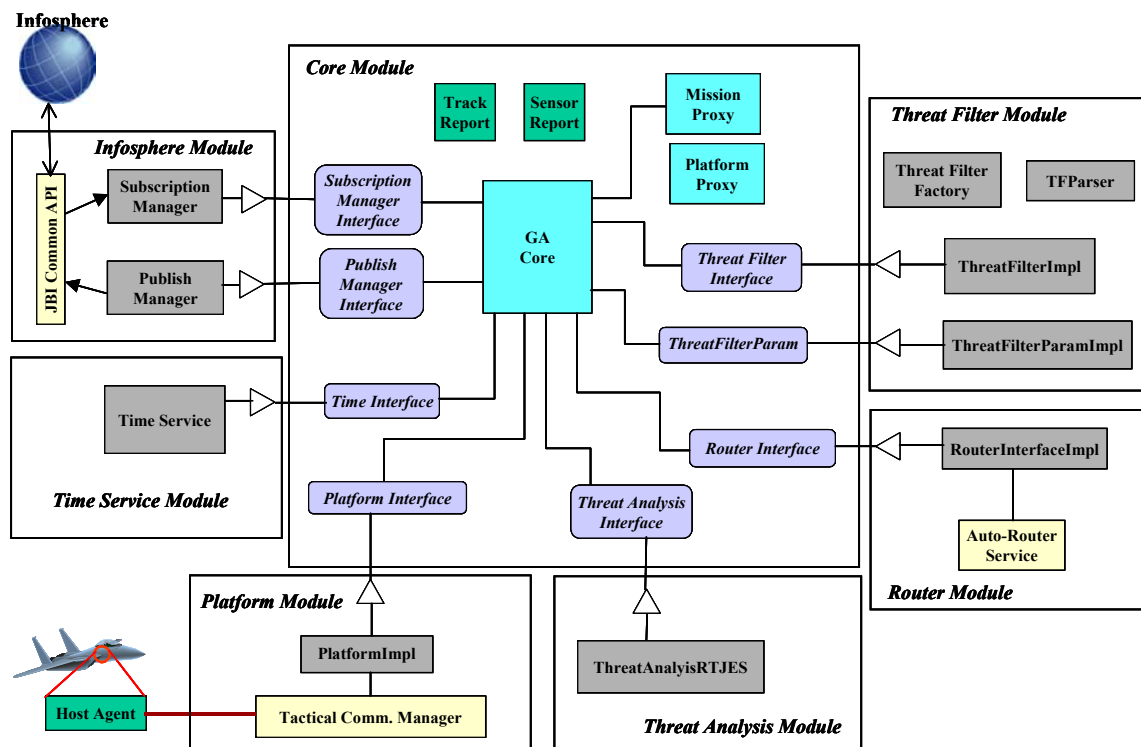 Infosphere
Infosphere Module
JBI Common API
Subscription
Manager
Publish
Manager
Core Module
Track
Report
Sensor
Report
Mission
Proxy
Platform
Proxy
Subscription
Manager
Interface
Publish
Manager
Interface
GA
Core
Threat Filter
Interface
ThreatFilterParam
Time Interface
Router Interface
Platform Interface
Threat Analysis
Interface
Threat Filter Module
Threat Filter
Factory
TFParser
ThreatFilterImpl
ThreatFilterParamImpl
Time Service
Time Service Module
RouterInterfaceImpl
Auto-Router
Service
Router Module
Platform Module
PlatformImpl
Tactical Comm. Manager
Host Agent
ThreatAnalyisRTJES
Threat Analysis Module